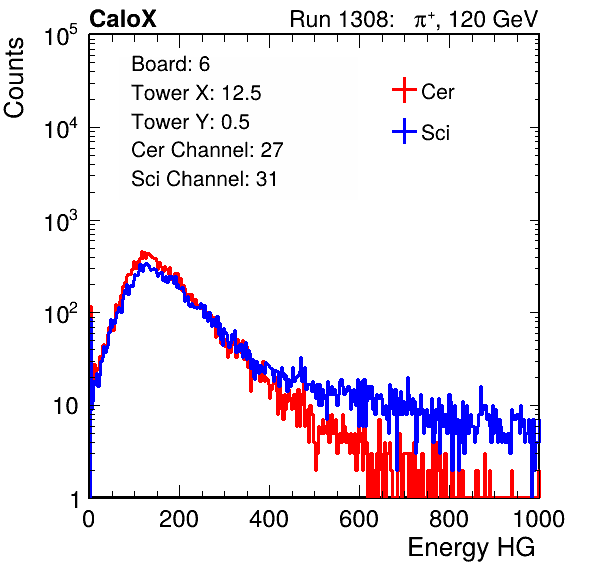 CaloX Run 1308: π⁺, 120 GeV
Counts
10⁵
10⁴
10³
10²
10
1
Board: 6
Tower X: 12.5
Tower Y: 0.5
Cer Channel: 27
Sci Channel: 31
Cer
Sci
0 200 400 600 800 1000
Energy HG